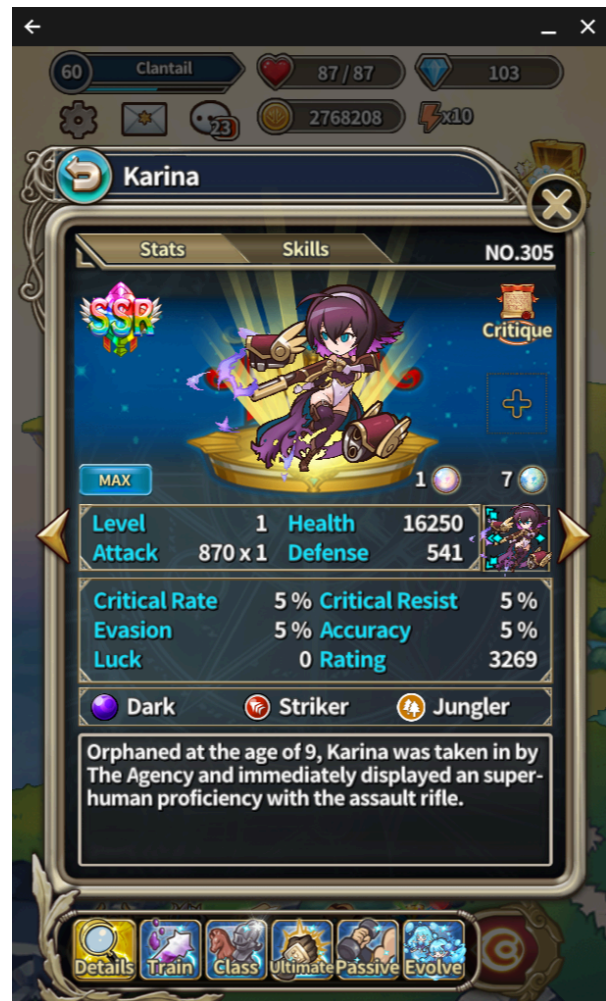 60 Clantail 87 / 87 103
23 2768208 x10
Karina
Stats Skills NO.305
SSR
Critique
MAX 1 7
Level 1 Health 16250
Attack 870 x 1 Defense 541
Critical Rate 5 % Critical Resist 5 %
Evasion 5 % Accuracy 5 %
Luck 0 Rating 3269
Dark Striker Jungler
Orphaned at the age of 9, Karina was taken in by
The Agency and immediately displayed an super-
human proficiency with the assault rifle.
Details Train Class Ultimate Passive Evolve